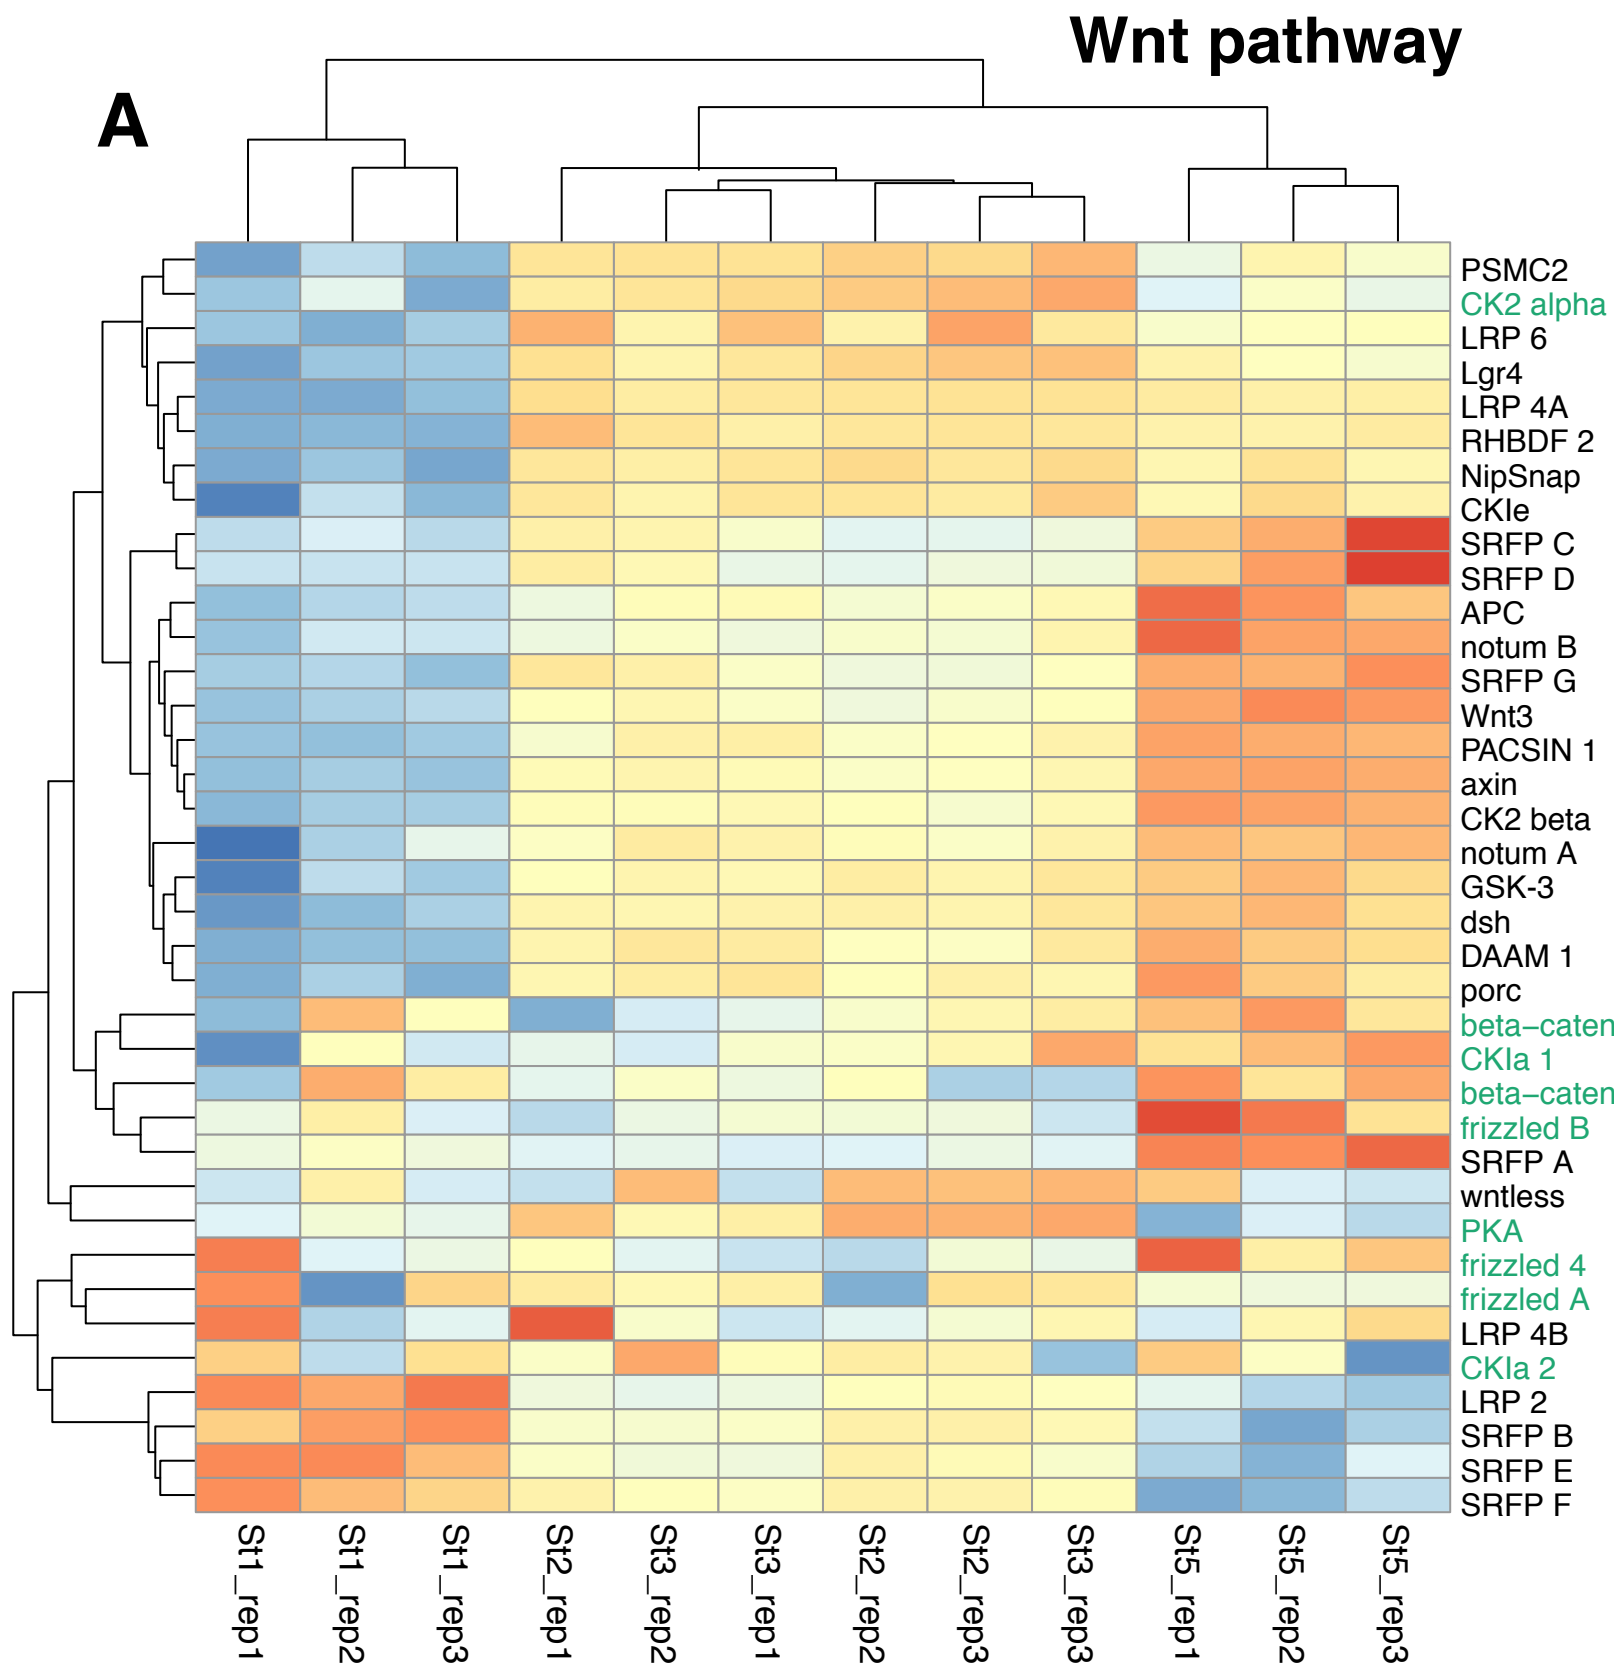 Wnt pathway
A
PSMC2
CK2 alpha
LRP 6
Lgr4
LRP 4A
RHBDF 2
NipSnap
CKIe
SRFP C
SRFP D
APC
notum B
SRFP G
Wnt3
PACSIN 1
axin
CK2 beta
notum A
GSK-3
dsh
DAAM 1
porc
beta−caten
CKIa 1
beta−caten
frizzled B
SRFP A
wntless
PKA
frizzled 4
frizzled A
LRP 4B
CKIa 2
LRP 2
SRFP B
SRFP E
SRFP F
St1_rep1
St1_rep2
St1_rep3
St2_rep1
St3_rep2
St3_rep1
St2_rep2
St2_rep3
St3_rep3
St5_rep1
St5_rep2
St5_rep3